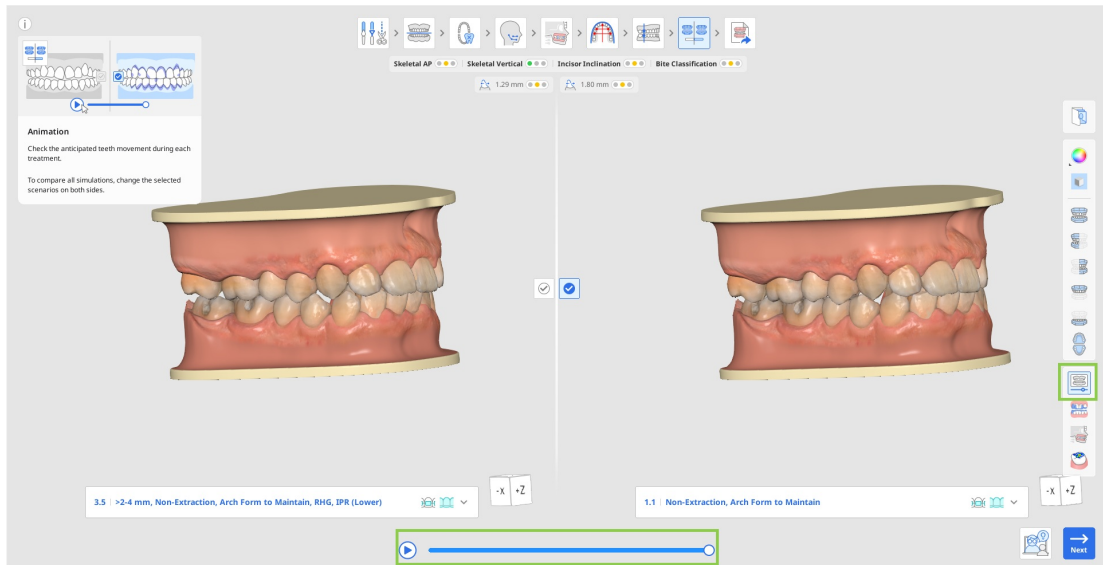 i
> > > > > > > >
Skeletal AP | Skeletal Vertical | Incisor Inclination | Bite Classification
1.29 mm
1.80 mm
Animation
Check the anticipated teeth movement during each
treatment.
To compare all simulations, change the selected
scenarios on both sides.
-X +Z
-X +Z
3.5 | >2-4 mm, Non-Extraction, Arch Form to Maintain, RHG, IPR (Lower)
1.1 | Non-Extraction, Arch Form to Maintain
Next